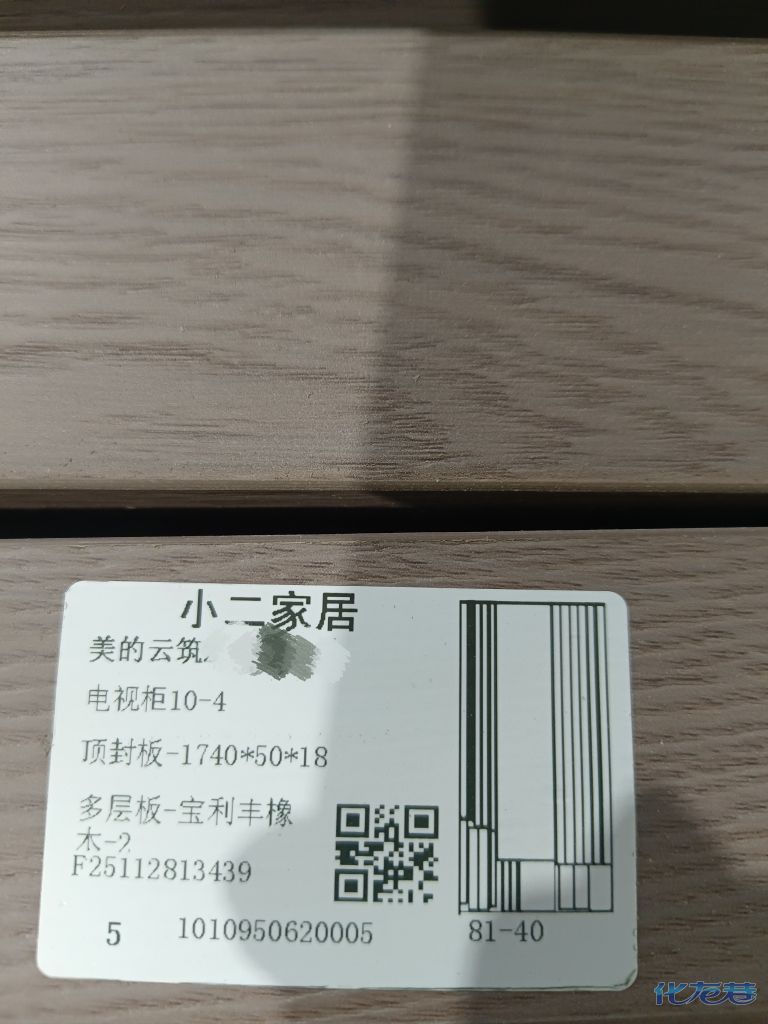 小二家居
美的云筑
电视柜10-4
顶封板-1740*50*18
多层板-宝利丰橡
木-2
F25112813439
5 1010950620005 81-40
化龙巷